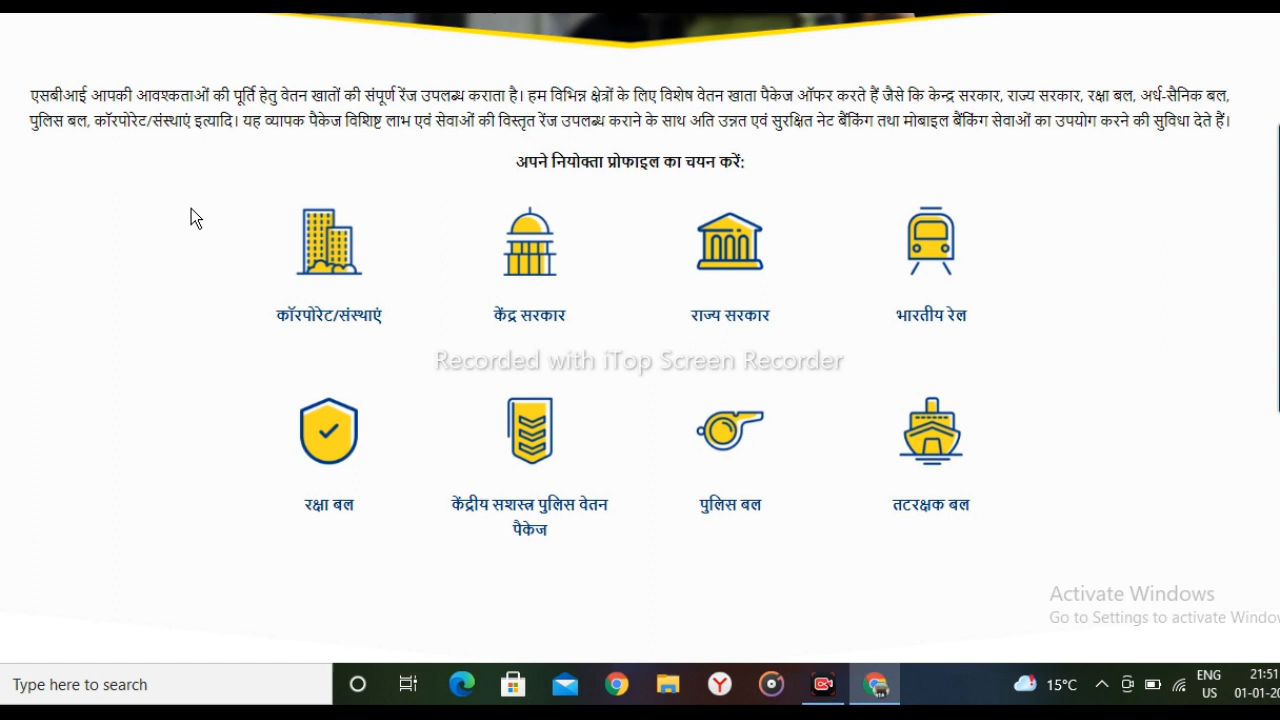 एसबीआई आपकी आवश्कताओं की पूर्ति हेतु वेतन खातों की संपूर्ण रेंज उपलब्ध कराता है। हम विभिन्न क्षेत्रों के लिए विशेष वेतन खाता पैकेज ऑफर करते हैं जैसे कि केन्द्र सरकार, राज्य सरकार, रक्षा बल, अर्ध-सैनिक बल,
पुलिस बल, कॉरपोरेट/संस्थाएं इत्यादि। यह व्यापक पैकेज विशिष्ट लाभ एवं सेवाओं की विस्तृत रेंज उपलब्ध कराने के साथ अति उन्नत एवं सुरक्षित नेट बैंकिंग तथा मोबाइल बैंकिंग सेवाओं का उपयोग करने की सुविधा देते हैं।
अपने नियोक्ता प्रोफाइल का चयन करें:
कॉरपोरेट/संस्थाएं
केंद्र सरकार
राज्य सरकार
भारतीय रेल
Recorded with iTop Screen Recorder
रक्षा बल
केंद्रीय सशस्त्र पुलिस वेतन
पैकेज
पुलिस बल
तटरक्षक बल
Activate Windows
Go to Settings to activate Windo
Type here to search
15°C
ENG
US
21:51
01-01-20